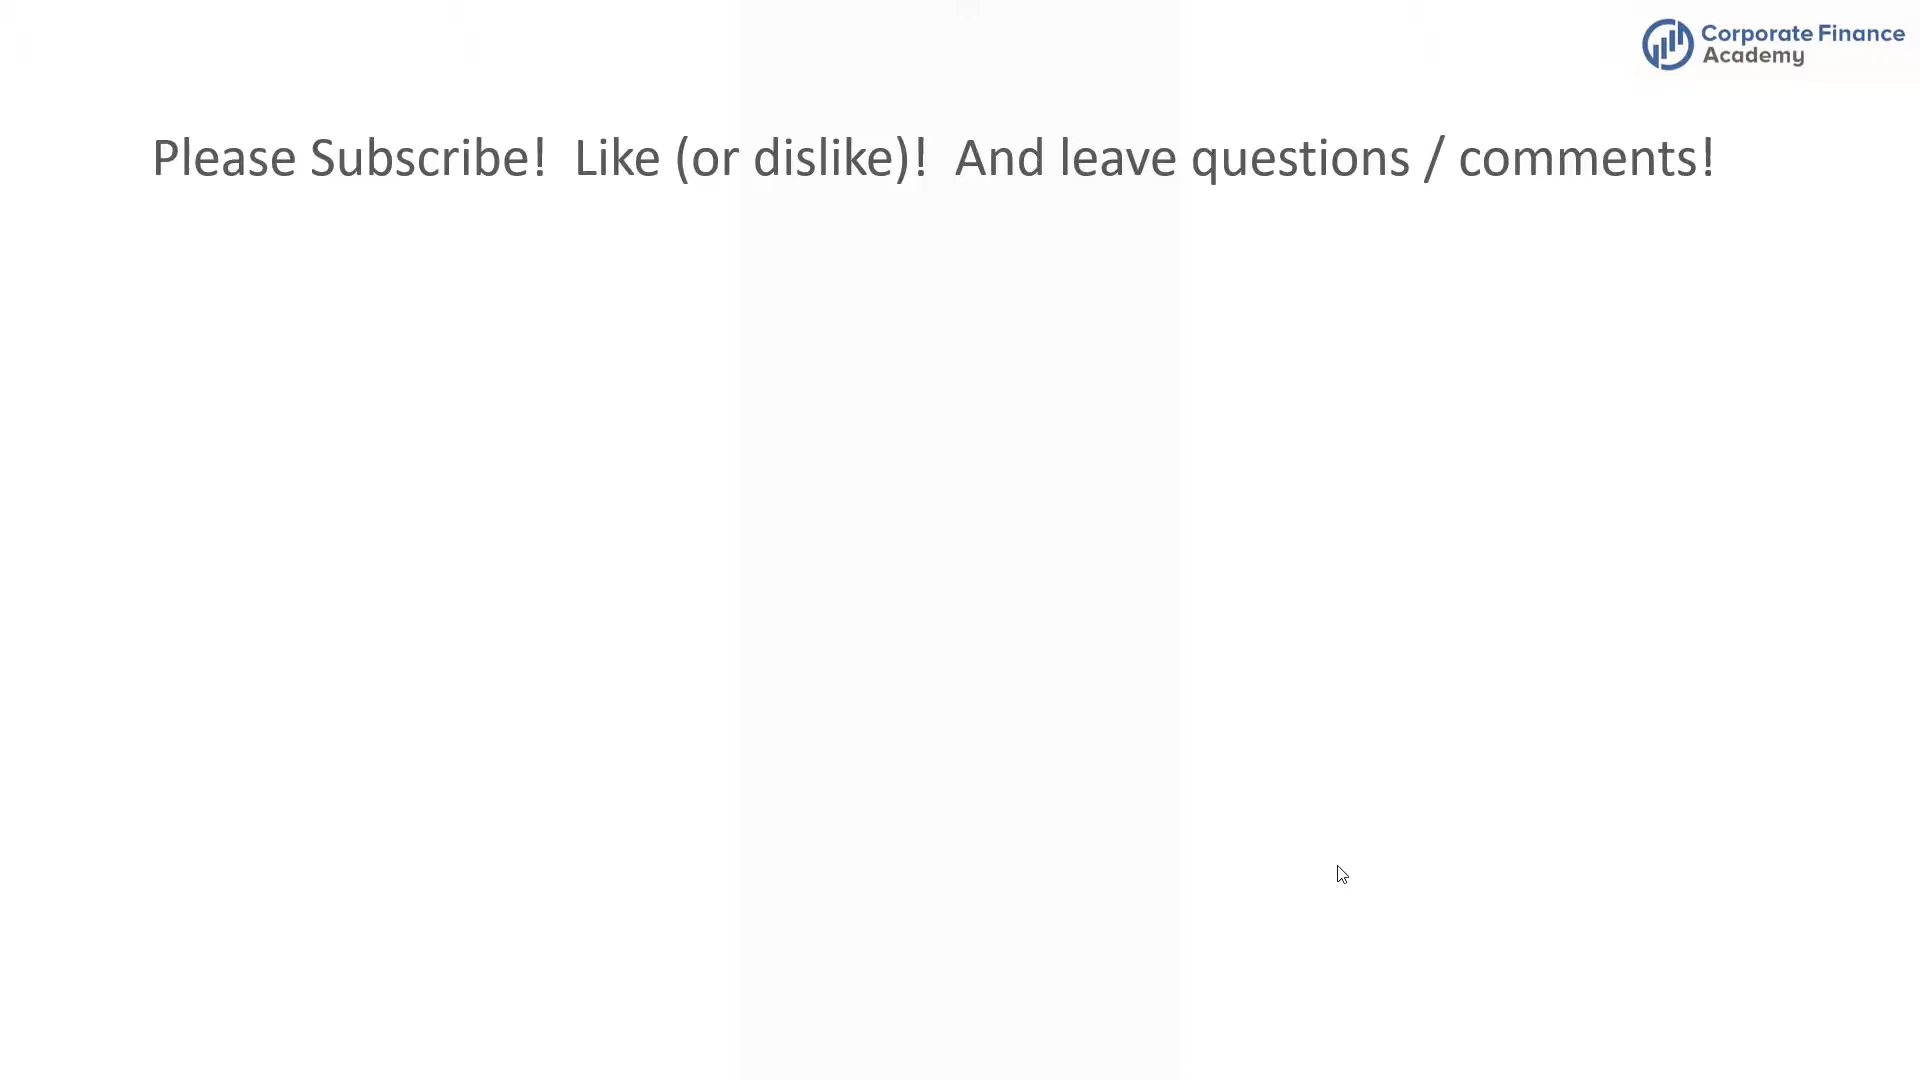 Corporate Finance
Academy
Please Subscribe!  Like (or dislike)!  And leave questions / comments!